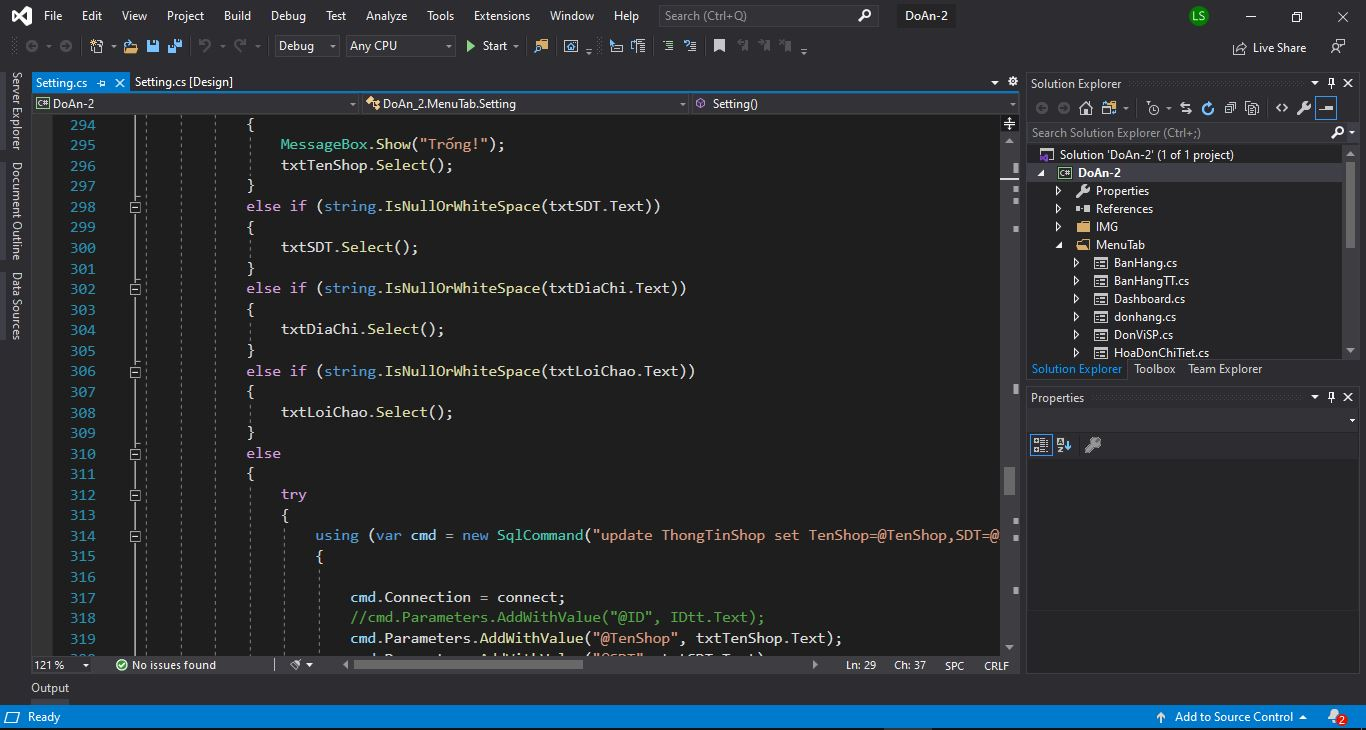 File Edit View Project Build Debug Test Analyze Tools Extensions Window Help Search (Ctrl+Q) DoAn-2 LS
Debug Any CPU Start Live Share
Server Explorer
Document Outline
Data Sources
Setting.cs Setting.cs [Design]
C# DoAn-2 DoAn_2.MenuTab.Setting Setting()
294 {
295 MessageBox.Show("Trống!");
296 txtTenShop.Select();
297 }
298 else if (string.IsNullOrWhiteSpace(txtSDT.Text))
299 {
300 txtSDT.Select();
301 }
302 else if (string.IsNullOrWhiteSpace(txtDiaChi.Text))
303 {
304 txtDiaChi.Select();
305 }
306 else if (string.IsNullOrWhiteSpace(txtLoiChao.Text))
307 {
308 txtLoiChao.Select();
309 }
310 else
311 {
312 try
313 {
314 using (var cmd = new SqlCommand("update ThongTinShop set TenShop=@TenShop,SDT=@
315 {
316
317 cmd.Connection = connect;
318 //cmd.Parameters.AddWithValue("@ID", IDtt.Text);
319 cmd.Parameters.AddWithValue("@TenShop", txtTenShop.Text);
121 % No issues found Ln: 29 Ch: 37 SPC CRLF
Output
Solution Explorer
Search Solution Explorer (Ctrl+;)
Solution 'DoAn-2' (1 of 1 project)
C# DoAn-2
Properties
References
IMG
MenuTab
BanHang.cs
BanHangTT.cs
Dashboard.cs
donhang.cs
DonViSP.cs
HoaDonChiTiet.cs
Solution Explorer Toolbox Team Explorer
Properties
Ready Add to Source Control 2